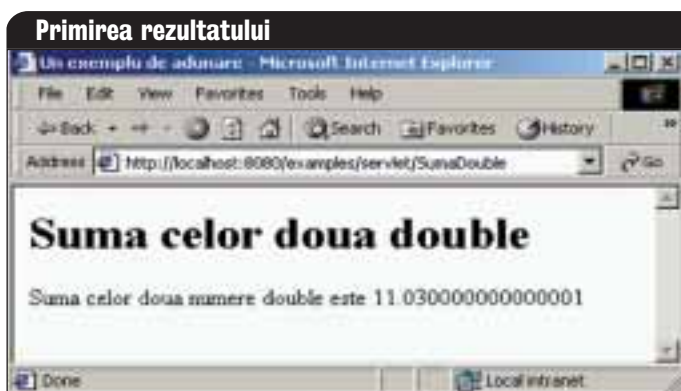 Primirea rezultatului
Un exemplu de adunare - Microsoft Internet Explorer
File Edit View Favorites Tools Help
Back Search Favorites History
Address http://localhost:8080/examples/servlet/SumaDouble Go
Suma celor doua double
Suma celor doua numere double este 11.030000000000001
Done Local intranet